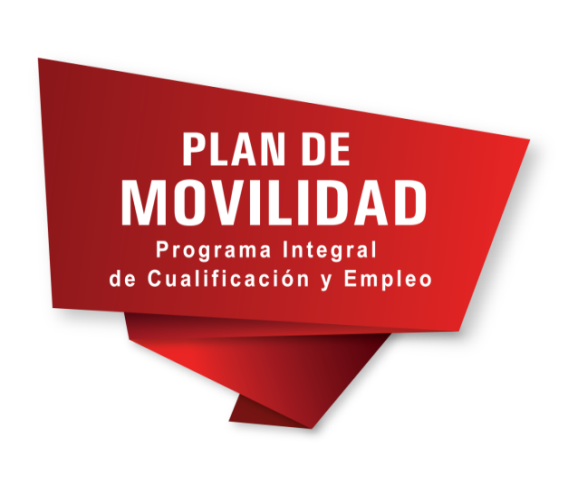 PLAN DE
MOVILIDAD
Programa Integral
de Cualificación y Empleo